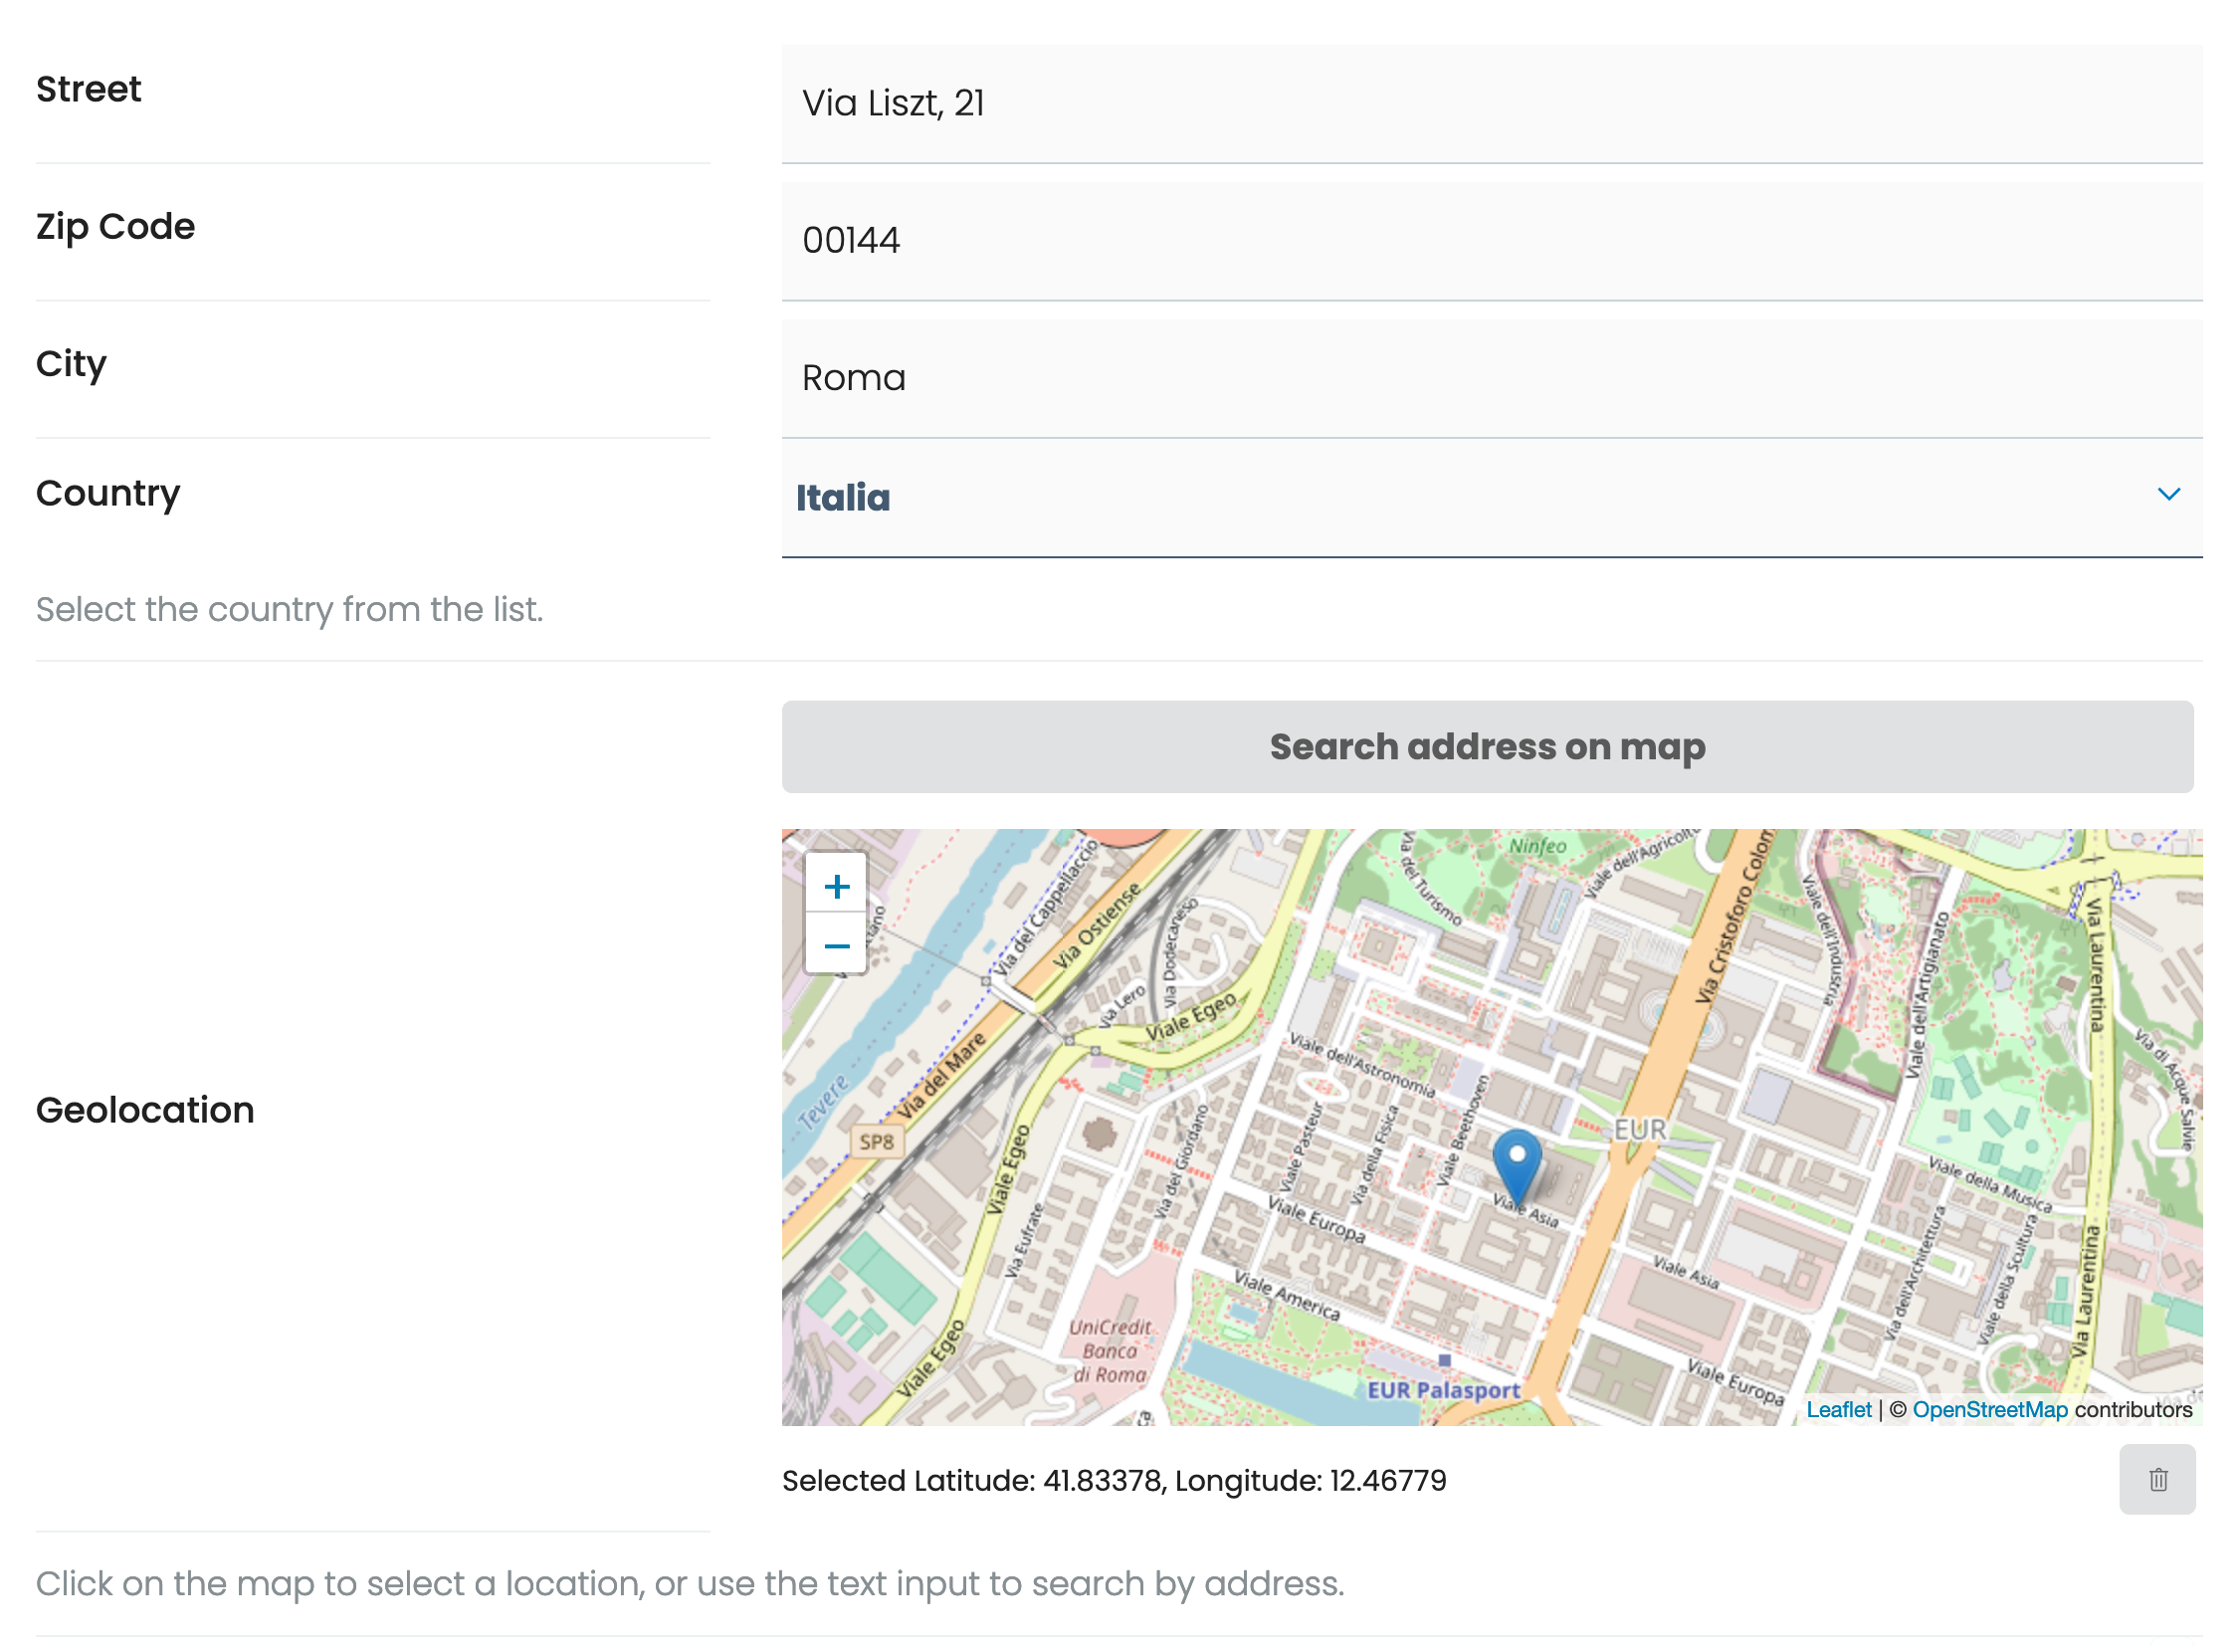 Street
Via Liszt, 21
Zip Code
00144
City
Roma
Country
Italia
Select the country from the list.
Search address on map
Geolocation
+
−
Ninfeo
Via del Turismo
Viale dell'Agricoltu
Via Cristoforo Colom
Viale dell'Industria
Viale dell'Artigianato
Via Laurentina
Via di Acque Salvie
Via del Cappellaccio
Via Ostiense
Via Dodecaneso
Via Lero
Viale Egeo
Via del Mare
Tevere
SP8
Viale dell'Astronomia
Viale Beethoven
Viale Pasteur
Via della Fisica
Via del Giordano
EUR
Viale Asia
Viale Europa
Viale America
Viale Egeo
Via Eufrate
Viale della Musica
Via dell'Architettura
Viale della Scultura
Viale Asia
Via Laurentina
Viale Europa
UniCredit
Banca
di Roma
Viale Egeo
EUR Palasport
Leaflet | © OpenStreetMap contributors
Selected Latitude: 41.83378, Longitude: 12.46779
Click on the map to select a location, or use the text input to search by address.